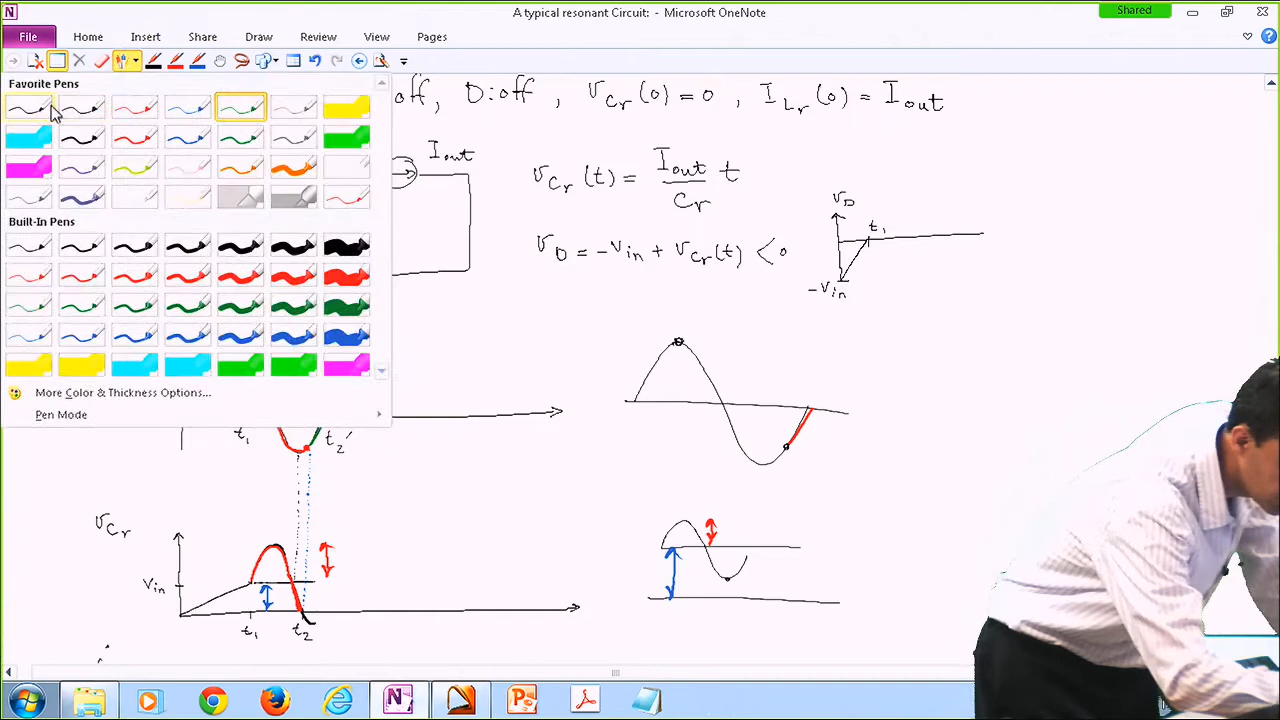 A typical resonant Circuit: - Microsoft OneNote
Shared
File Home Insert Share Draw Review View Pages
Favorite Pens
Built-In Pens
More Color & Thickness Options...
Pen Mode
off, D:off, vCr(0)=0, ILr(0) = Iout
Iout
vCr(t) = Iout/Cr t
vD = -vin + vCr(t) <0
vD
t1
-vin
t1
t2'
vCr
vin
t1
t2